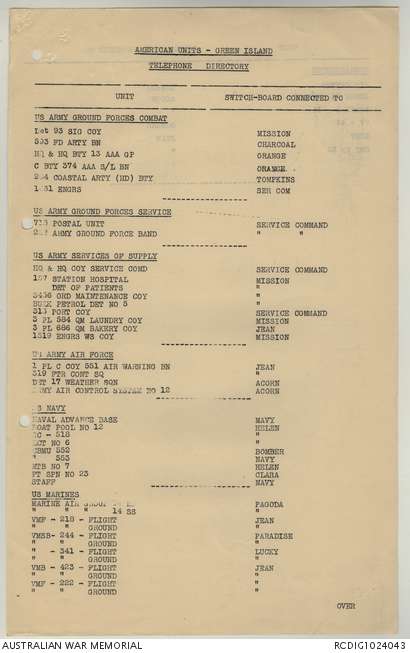 AMERICAN UNITS - GREEN ISLAND
TELEPHONE DIRECTORY
UNIT SWITCH-BOARD CONNECTED TO
US ARMY GROUND FORCES COMBAT
Det 93 SIG COY MISSION
593 FD ARTY BN CHARCOAL
HQ & HQ BTY 13 AAA GP ORANGE
C BTY 374 AAA S/L BN ORANGE
COASTAL ARTY (HD) BTY TOMPKINS
ENGRS SER COM
US ARMY GROUND FORCES SERVICE
POSTAL UNIT SERVICE COMMAND
ARMY GROUND FORCE BAND " "
US ARMY SERVICES OF SUPPLY
HQ & HQ COY SERVICE COMD SERVICE COMMAND
STATION HOSPITAL MISSION
DET OF PATIENTS "
3456 ORD MAINTENANCE COY "
BULK PETROL DET NO 5 "
313 PORT COY SERVICE COMMAND
3 PL 584 QM LAUNDRY COY MISSION
3 PL 686 QM BAKERY COY JEAN
1319 ENGRS WS COY MISSION
US ARMY AIR FORCE
1 PL C COY 551 AIR WARNING BN JEAN
319 FTR CONT SQ "
DET 17 WEATHER SQN ACORN
ARMY AIR CONTROL SYSTEM NO 12 ACORN
US NAVY
NAVAL ADVANCE BASE NAVY
BOAT POOL NO 12 HELEN
- 518 "
NO 6 "
CBMU 552 BOMBER
" 553 NAVY
MTB NO 7 HELEN
PT SPN NO 23 CLARA
STAFF NAVY
US MARINES
MARINE AIR GROUP PAGODA
" " " 14 SS "
VMF - 218 - FLIGHT JEAN
" GROUND "
VMSB- 244 - FLIGHT PARADISE
" GROUND "
" - 341 - FLIGHT LUCKY
" GROUND "
VMB - 423 - FLIGHT JEAN
" GROUND "
VMF - 222 - FLIGHT "
" GROUND "
OVER
AUSTRALIAN WAR MEMORIAL RCDIG1024043